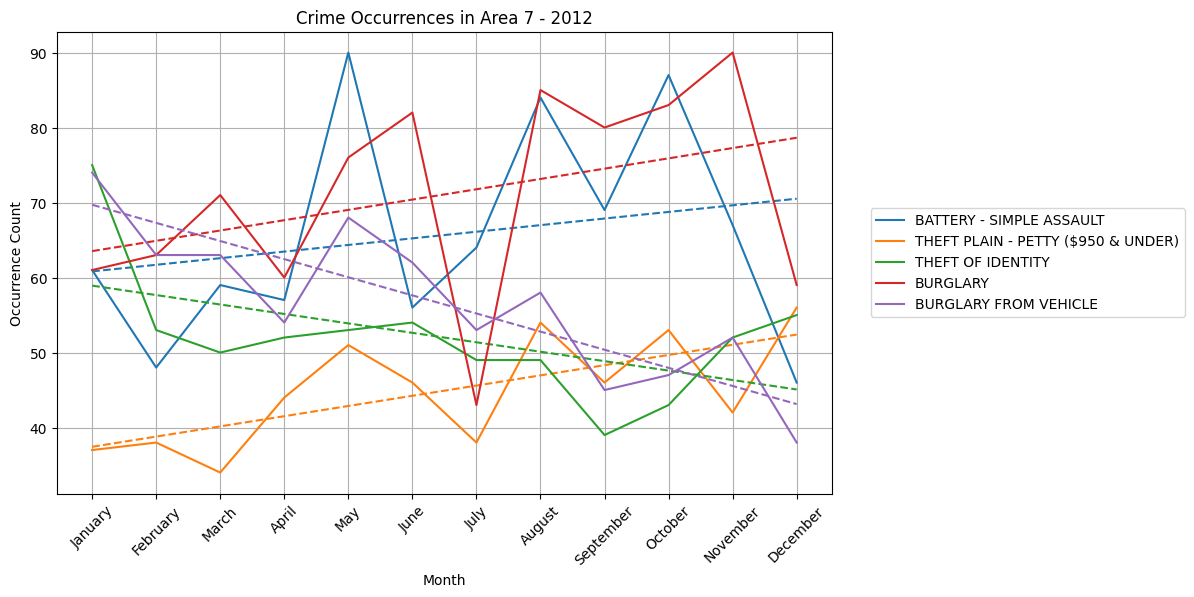 Crime Occurrences in Area 7 - 2012
90
80
70
60
50
40
Occurrence Count
January
February
March
April
May
June
July
August
September
October
November
December
Month
BATTERY - SIMPLE ASSAULT
THEFT PLAIN - PETTY ($950 & UNDER)
THEFT OF IDENTITY
BURGLARY
BURGLARY FROM VEHICLE